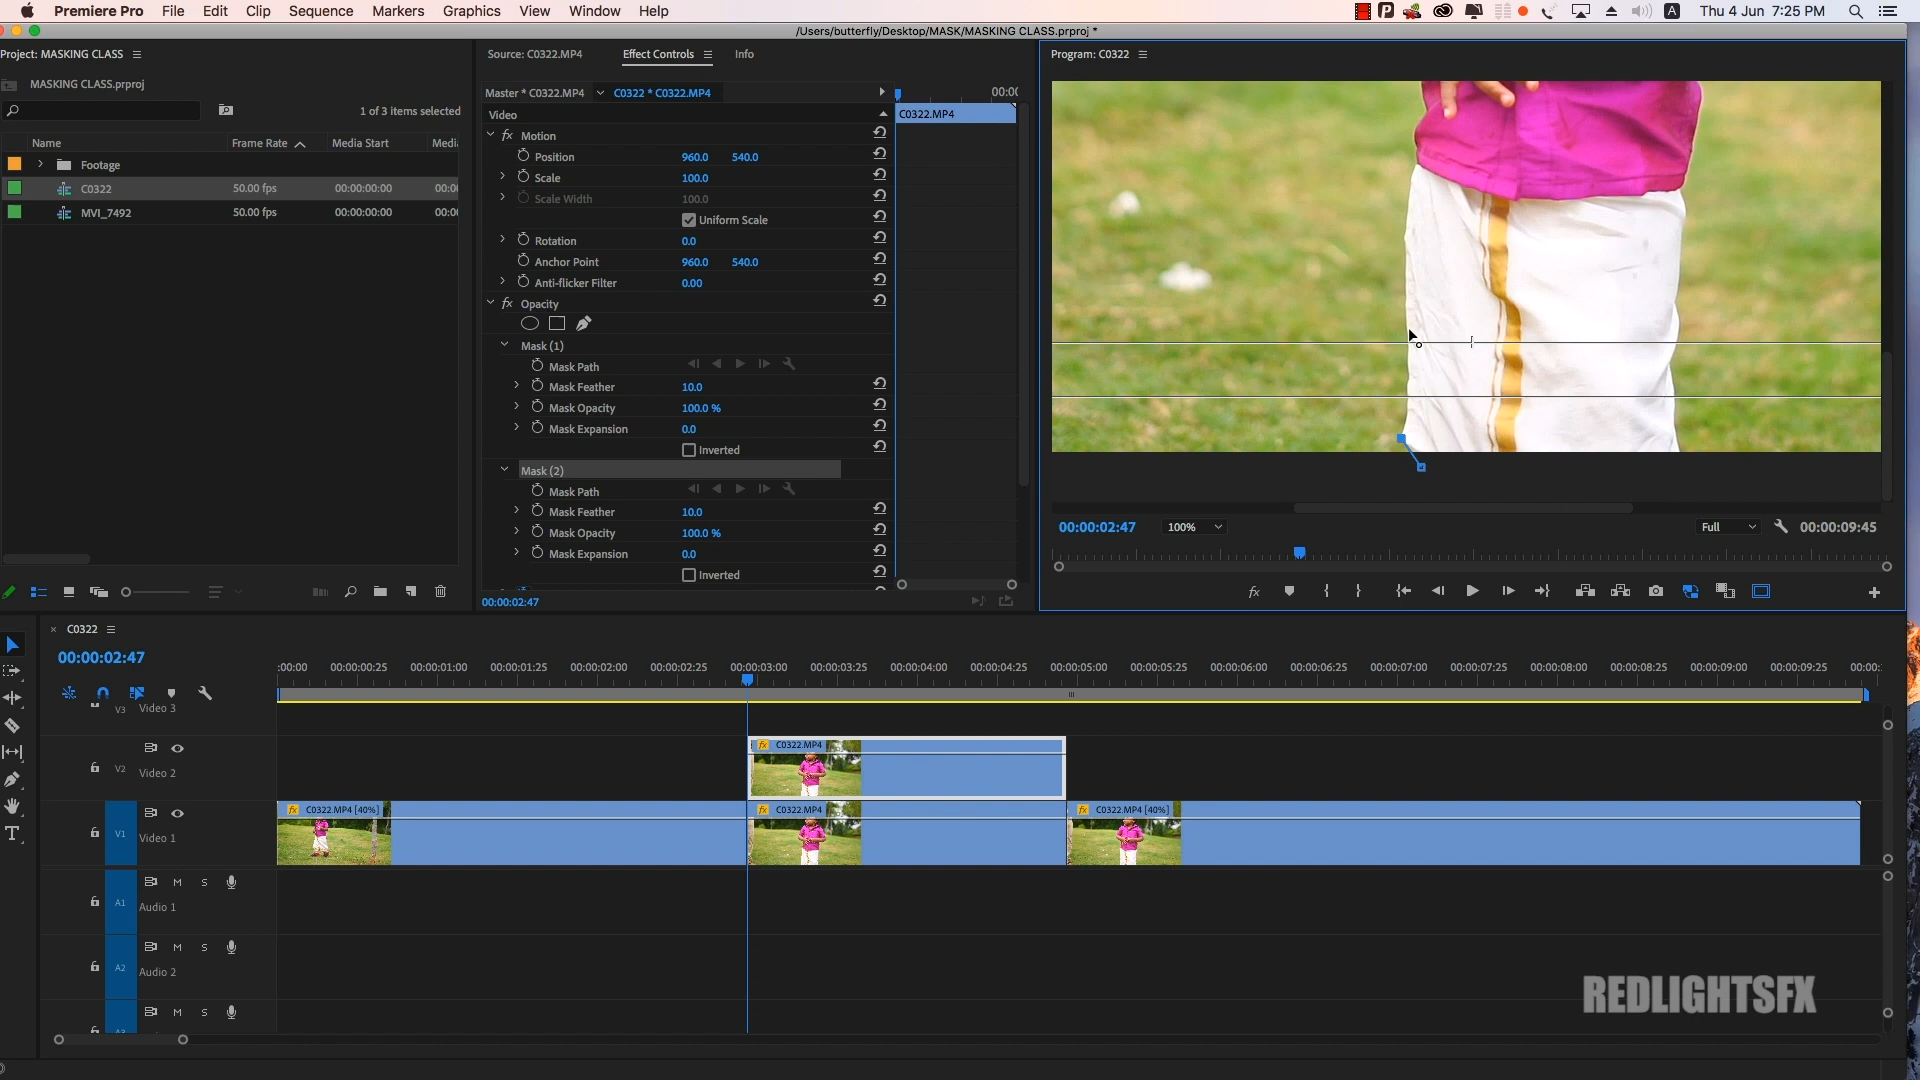 Premiere Pro File Edit Clip Sequence Markers Graphics View Window Help
Thu 4 Jun 7:25 PM
/Users/butterfly/Desktop/MASK/MASKING CLASS.prproj *
Project: MASKING CLASS
MASKING CLASS.prproj
1 of 3 items selected
Name Frame Rate Media Start
Footage
C0322 50.00 fps 00:00:00:00
MVI_7492 50.00 fps 00:00:00:00
Source: C0322.MP4 Effect Controls Info
Master * C0322.MP4 C0322 * C0322.MP4
Video C0322.MP4
fx Motion
Position 960.0 540.0
Scale 100.0
Scale Width 100.0
Uniform Scale
Rotation 0.0
Anchor Point 960.0 540.0
Anti-flicker Filter 0.00
fx Opacity
Mask (1)
Mask Path
Mask Feather 10.0
Mask Opacity 100.0 %
Mask Expansion 0.0
Inverted
Mask (2)
Mask Path
Mask Feather 10.0
Mask Opacity 100.0 %
Mask Expansion 0.0
Inverted
00:00:02:47
Program: C0322
00:00:02:47 100% Full 00:00:09:45
fx
C0322
00:00:02:47
:00:00 00:00:00:25 00:00:01:00 00:00:01:25 00:00:02:00 00:00:02:25 00:00:03:00 00:00:03:25 00:00:04:00 00:00:04:25 00:00:05:00 00:00:05:25 00:00:06:00 00:00:06:25 00:00:07:00 00:00:07:25 00:00:08:00 00:00:08:25 00:00:09:00 00:00:09:25
V3 Video 3
fx C0322.MP4
V2 Video 2
fx C0322.MP4 [40%] fx C0322.MP4 fx C0322.MP4 [40%]
V1 Video 1
M S
A1 Audio 1
M S
A2 Audio 2
M S
REDLIGHTSFX